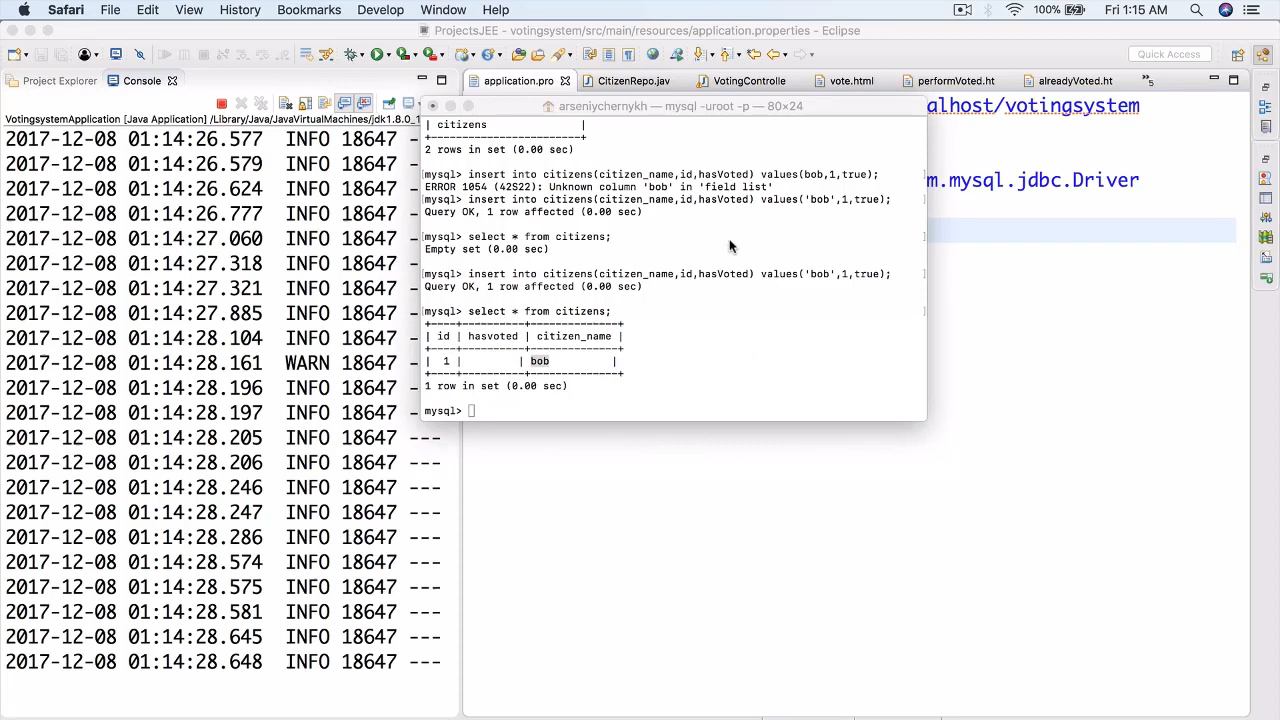 Safari File Edit View History Bookmarks Develop Window Help 100% Fri 1:15 AM
ProjectsJEE — votingsystem/src/main/resources/application.properties - Eclipse
Quick Access
Project Explorer Console application.pro CitizenRepo.jav VotingControlle vote.html performVoted.ht alreadyVoted.ht 5
VotingsystemApplication [Java Application] /Library/Java/JavaVirtualMachines/jdk1.8.0_1
2017-12-08 01:14:26.577 INFO 18647 -
2017-12-08 01:14:26.579 INFO 18647 -
2017-12-08 01:14:26.624 INFO 18647 -
2017-12-08 01:14:26.777 INFO 18647 -
2017-12-08 01:14:27.060 INFO 18647 -
2017-12-08 01:14:27.318 INFO 18647 -
2017-12-08 01:14:27.321 INFO 18647 -
2017-12-08 01:14:27.885 INFO 18647 -
2017-12-08 01:14:28.104 INFO 18647 -
2017-12-08 01:14:28.161 WARN 18647 -
2017-12-08 01:14:28.196 INFO 18647 -
2017-12-08 01:14:28.197 INFO 18647 -
2017-12-08 01:14:28.205 INFO 18647 ---
2017-12-08 01:14:28.206 INFO 18647 ---
2017-12-08 01:14:28.246 INFO 18647 ---
2017-12-08 01:14:28.247 INFO 18647 ---
2017-12-08 01:14:28.286 INFO 18647 ---
2017-12-08 01:14:28.574 INFO 18647 ---
2017-12-08 01:14:28.575 INFO 18647 ---
2017-12-08 01:14:28.581 INFO 18647 ---
2017-12-08 01:14:28.645 INFO 18647 ---
2017-12-08 01:14:28.648 INFO 18647 ---
arseniychernykh — mysql -uroot -p — 80×24
| citizens |
+------------------------+
2 rows in set (0.00 sec)
[mysql> insert into citizens(citizen_name,id,hasVoted) values(bob,1,true); ]
ERROR 1054 (42S22): Unknown column 'bob' in 'field list'
[mysql> insert into citizens(citizen_name,id,hasVoted) values('bob',1,true); ]
Query OK, 1 row affected (0.00 sec)
[mysql> select * from citizens; ]
Empty set (0.00 sec)
[mysql> insert into citizens(citizen_name,id,hasVoted) values('bob',1,true); ]
Query OK, 1 row affected (0.00 sec)
[mysql> select * from citizens; ]
+----+----------+--------------+
| id | hasvoted | citizen_name |
+----+----------+--------------+
| 1 | | bob |
+----+----------+--------------+
1 row in set (0.00 sec)
mysql>
alhost/votingsystem
m.mysql.jdbc.Driver